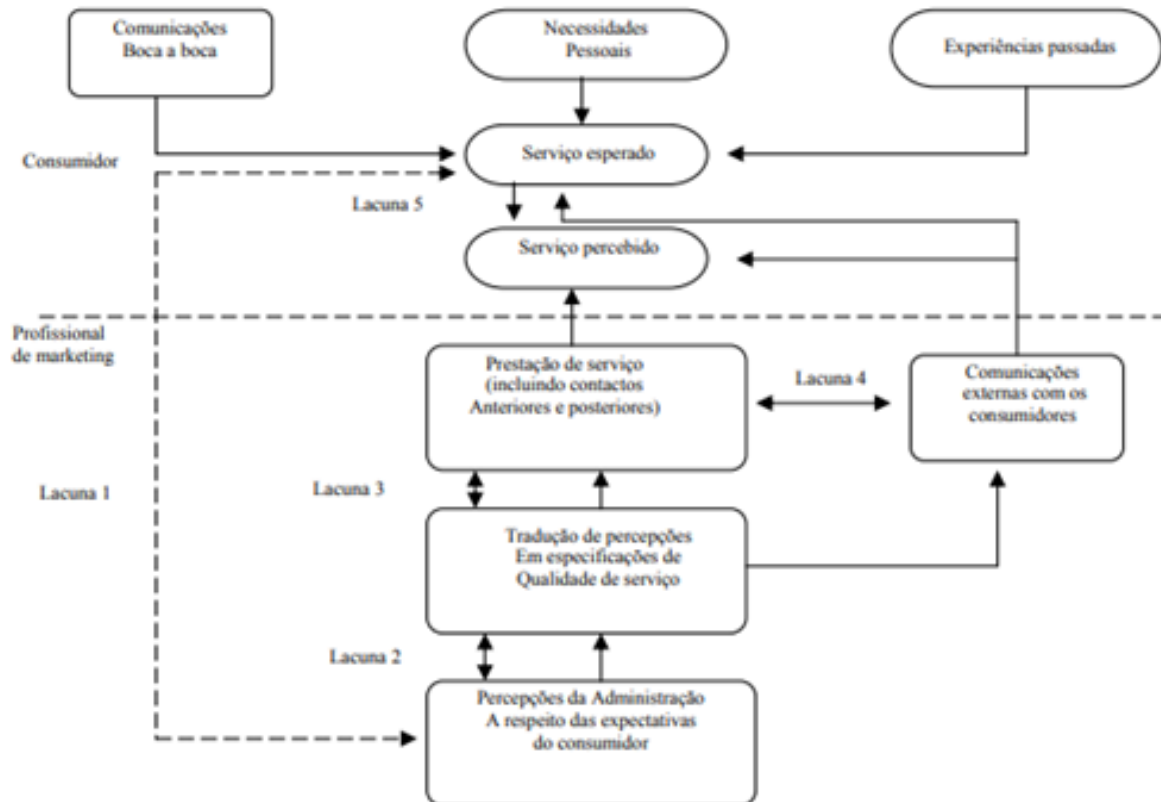 Comunicações
Boca a boca
Necessidades
Pessoais
Experiências passadas
Consumidor
Serviço esperado
Lacuna 5
Serviço percebido
Profissional
de marketing
Prestação de serviço
(incluindo contactos
Anteriores e posteriores)
Lacuna 4
Comunicações
externas com os
consumidores
Lacuna 1
Lacuna 3
Tradução de percepções
Em especificações de
Qualidade de serviço
Lacuna 2
Percepções da Administração
A respeito das expectativas
do consumidor